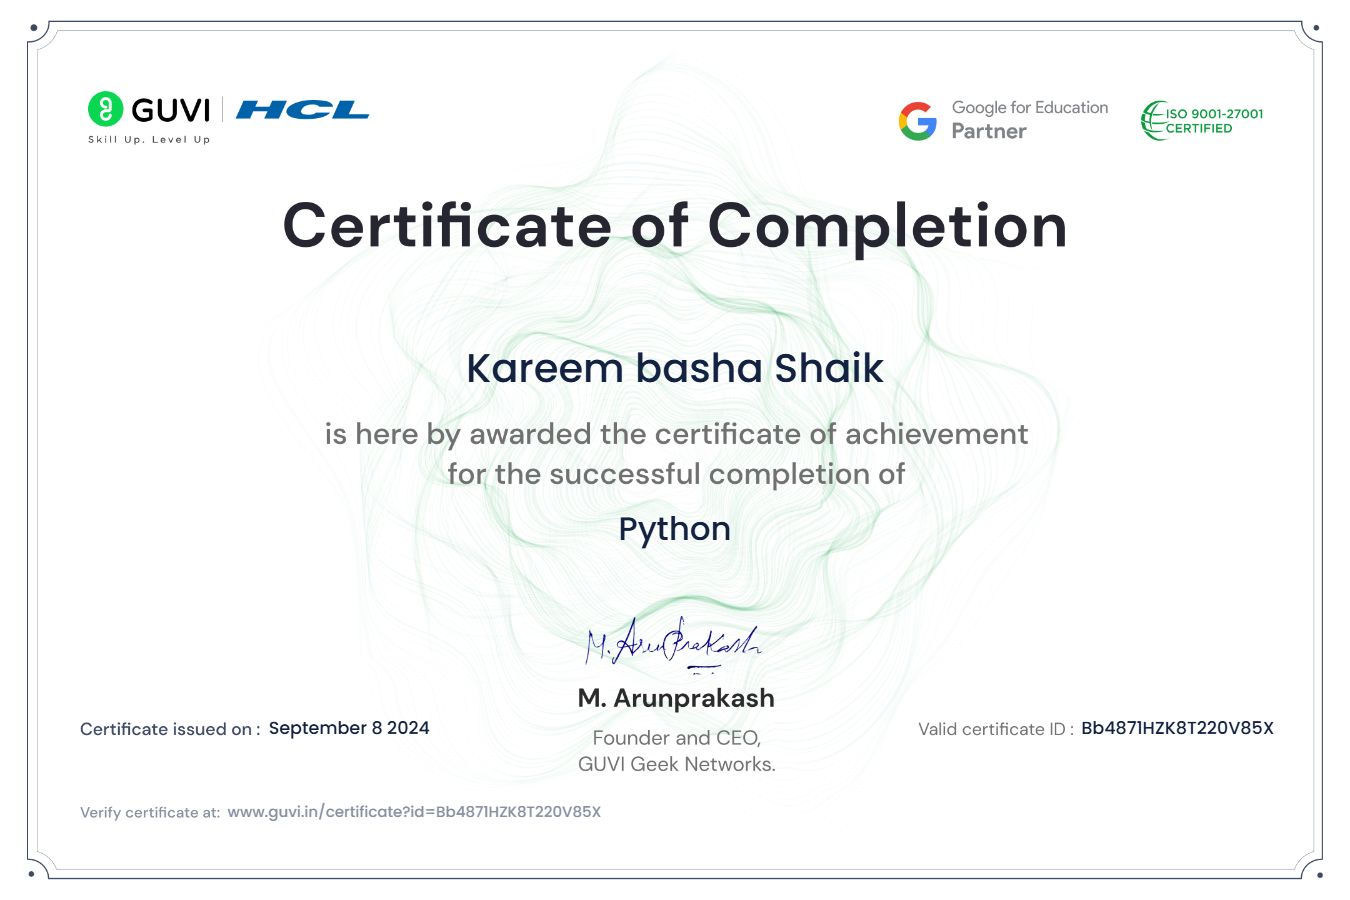 GUVI HCL
Skill Up. Level Up
Google for Education
Partner
ISO 9001-27001
CERTIFIED
Certificate of Completion
Kareem basha Shaik
is here by awarded the certificate of achievement
for the successful completion of
Python
M. Arunprakash
M. Arunprakash
Founder and CEO,
GUVI Geek Networks.
Certificate issued on : September 8 2024
Valid certificate ID : Bb4871HZK8T220V85X
Verify certificate at: www.guvi.in/certificate?id=Bb4871HZK8T220V85X